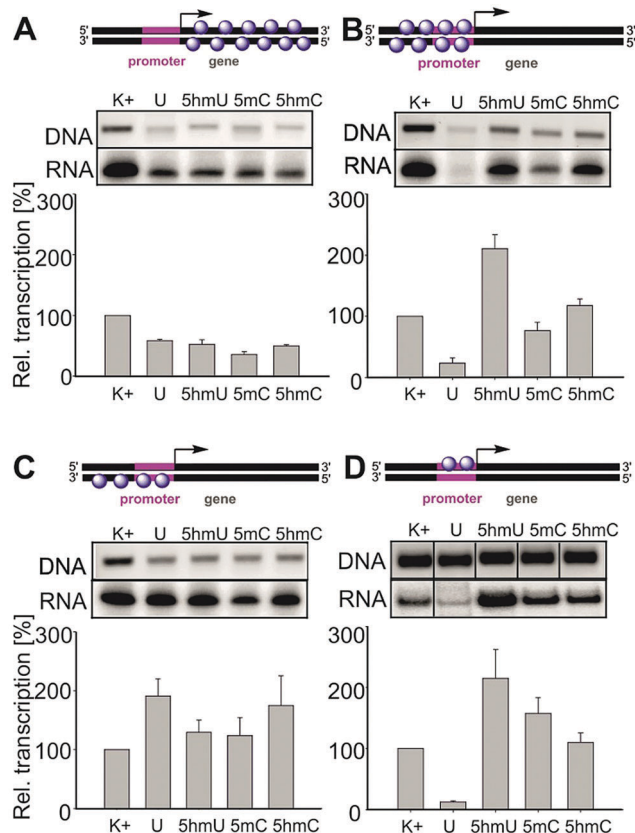 A
5' 3'
3' 5'
promoter gene
K+ U 5hmU 5mC 5hmC
DNA
RNA
Rel. transcription [%]
300
200
100
0
K+ U 5hmU 5mC 5hmC
B
5' 3'
3' 5'
promoter gene
K+ U 5hmU 5mC 5hmC
DNA
RNA
300
200
100
0
K+ U 5hmU 5mC 5hmC
C
5' 3'
3' 5'
promoter gene
K+ U 5hmU 5mC 5hmC
DNA
RNA
Rel. transcription [%]
300
200
100
0
K+ U 5hmU 5mC 5hmC
D
5' 3'
3' 5'
promoter gene
K+ U 5hmU 5mC 5hmC
DNA
RNA
300
200
100
0
K+ U 5hmU 5mC 5hmC